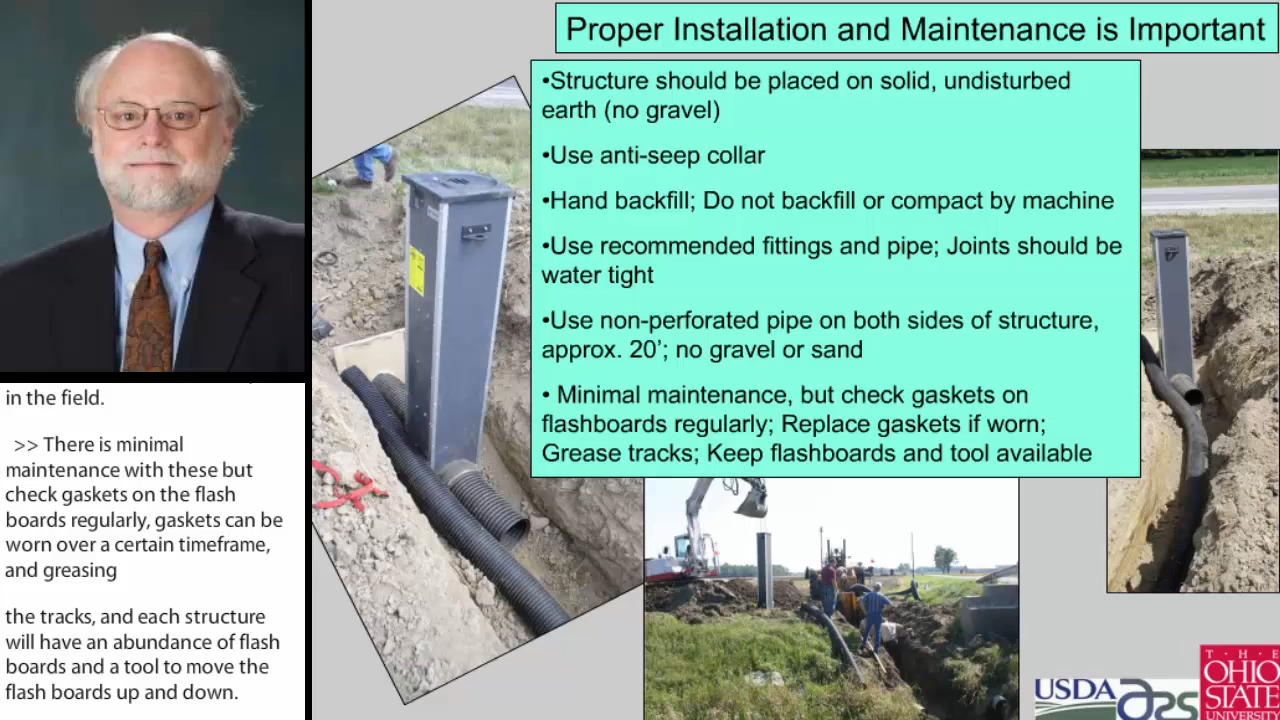 Proper Installation and Maintenance is Important
•Structure should be placed on solid, undisturbed
earth (no gravel)
•Use anti-seep collar
•Hand backfill; Do not backfill or compact by machine
•Use recommended fittings and pipe; Joints should be
water tight
•Use non-perforated pipe on both sides of structure,
approx. 20’; no gravel or sand
• Minimal maintenance, but check gaskets on
flashboards regularly; Replace gaskets if worn;
Grease tracks; Keep flashboards and tool available
in the field.
>> There is minimal
maintenance with these but
check gaskets on the flash
boards regularly, gaskets can be
worn over a certain timeframe,
and greasing
the tracks, and each structure
will have an abundance of flash
boards and a tool to move the
flash boards up and down.
USDA ars
T · H · E
OHIO
STATE
UNIVERSITY